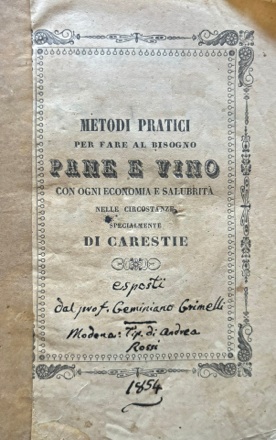 METODI PRATICI
PER FARE AL BISOGNO
PANE E VINO
CON OGNI ECONOMIA E SALUBRITÀ
NELLE CIRCOSTANZE,
SPECIALMENTE
DI CARESTIE
esposti
dal prof. Geminiano Grimelli
Modena: Tip. di Andrea
Rossi
1854